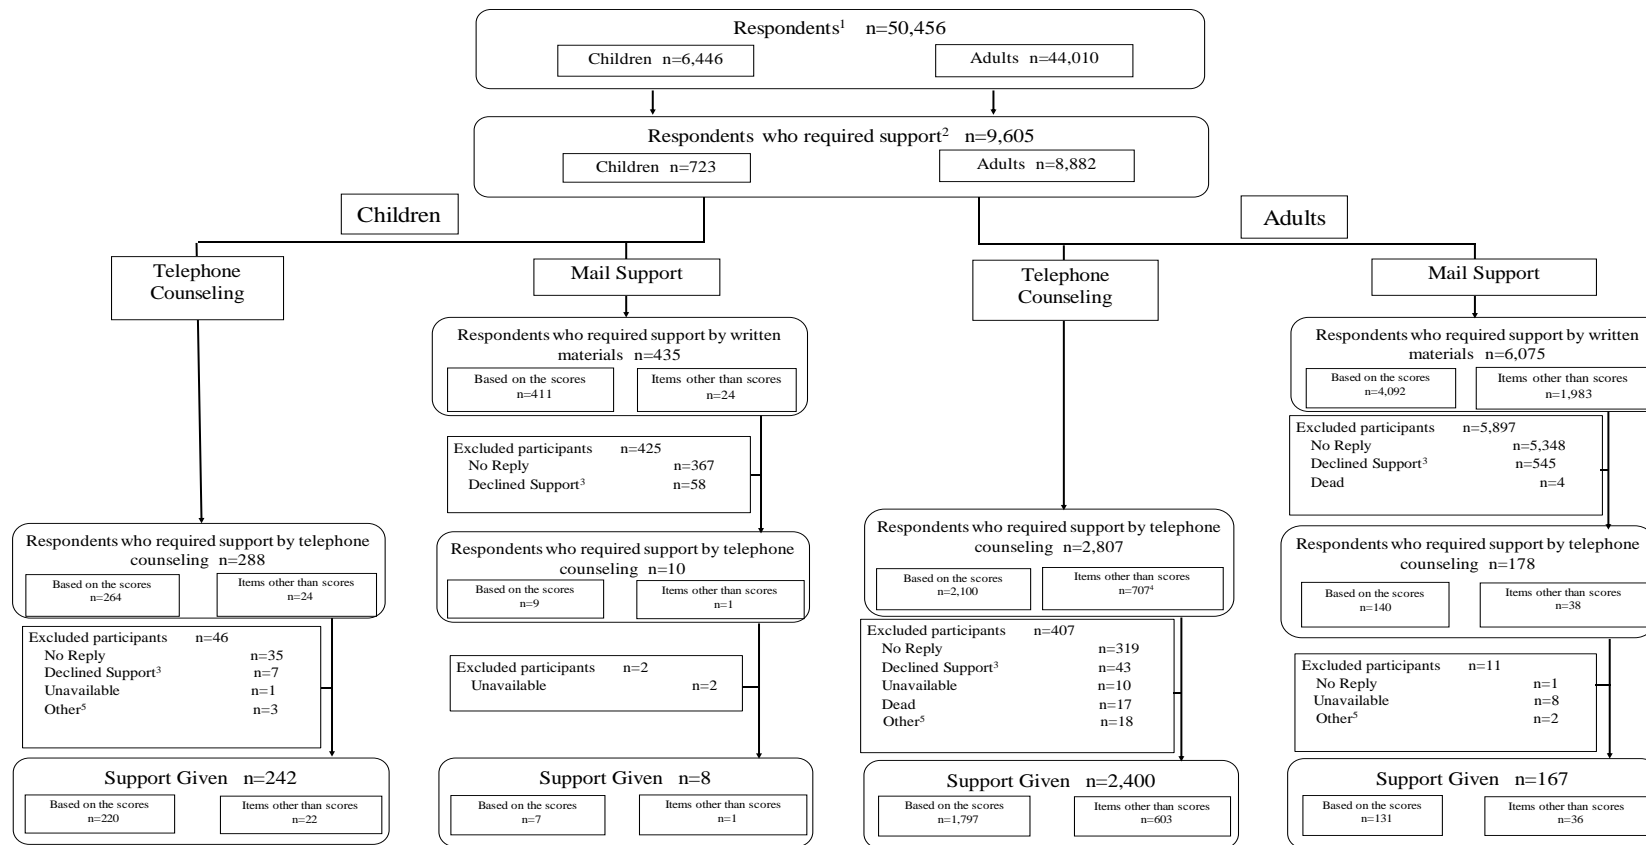 Respondents¹ n=50,456
Children n=6,446
Adults n=44,010
Respondents who required support² n=9,605
Children n=723
Adults n=8,882
Children
Adults
Telephone
Counseling
Mail Support
Telephone
Counseling
Mail Support
Respondents who required support by written
materials n=435
Based on the scores
n=411
Items other than scores
n=24
Respondents who required support by written
materials n=6,075
Based on the scores
n=4,092
Items other than scores
n=1,983
Excluded participants n=425
No Reply n=367
Declined Support³ n=58
Excluded participants n=5,897
No Reply n=5,348
Declined Support³ n=545
Dead n=4
Respondents who required support by telephone
counseling n=288
Based on the scores
n=264
Items other than scores
n=24
Respondents who required support by telephone
counseling n=10
Based on the scores
n=9
Items other than scores
n=1
Respondents who required support by telephone
counseling n=2,807
Based on the scores
n=2,100
Items other than scores
n=707⁴
Respondents who required support by telephone
counseling n=178
Based on the scores
n=140
Items other than scores
n=38
Excluded participants n=46
No Reply n=35
Declined Support³ n=7
Unavailable n=1
Other⁵ n=3
Excluded participants n=2
Unavailable n=2
Excluded participants n=407
No Reply n=319
Declined Support³ n=43
Unavailable n=10
Dead n=17
Other⁵ n=18
Excluded participants n=11
No Reply n=1
Unavailable n=8
Other⁵ n=2
Support Given n=242
Based on the scores
n=220
Items other than scores
n=22
Support Given n=8
Based on the scores
n=7
Items other than scores
n=1
Support Given n=2,400
Based on the scores
n=1,797
Items other than scores
n=603
Support Given n=167
Based on the scores
n=131
Items other than scores
n=36